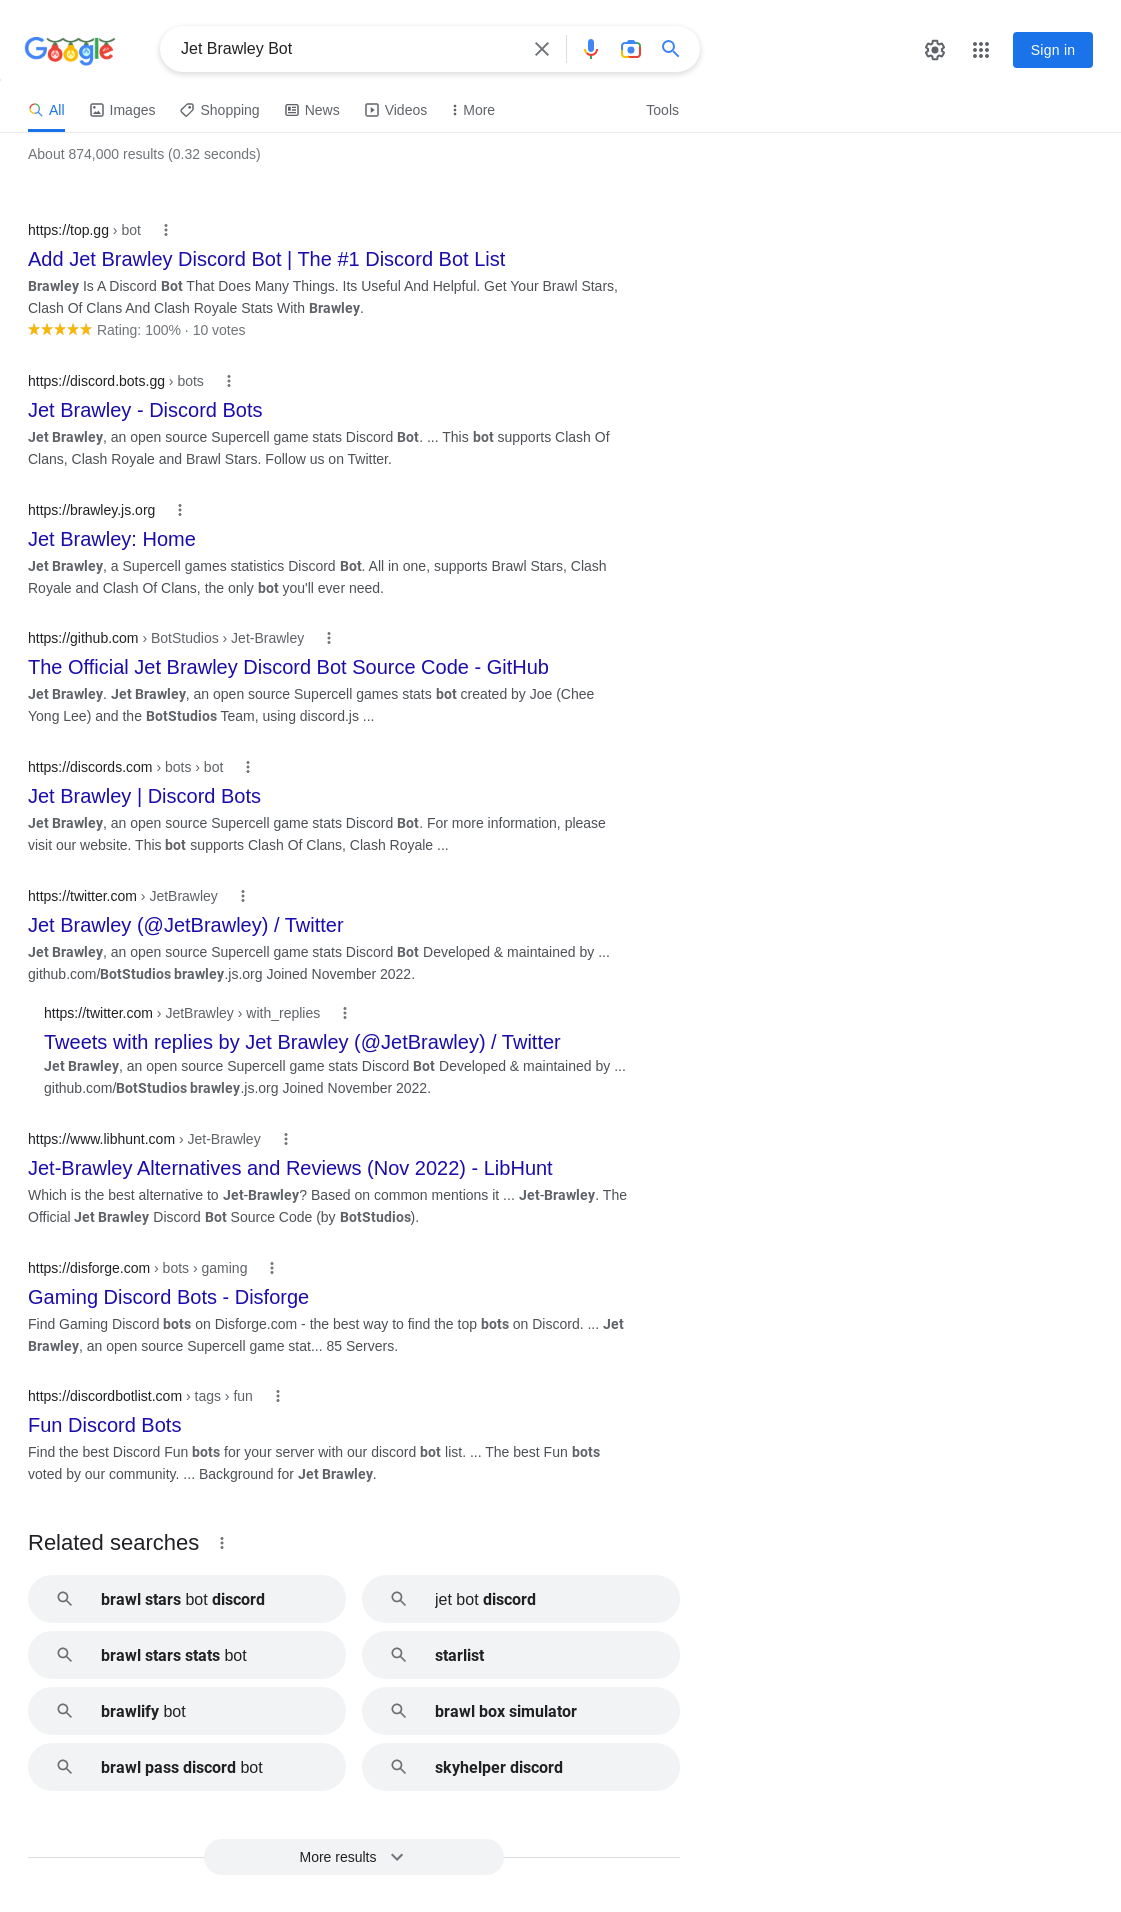 Google
Jet Brawley Bot
Sign in
All Images Shopping News Videos More Tools
About 874,000 results (0.32 seconds)
https://top.gg › bot
Add Jet Brawley Discord Bot | The #1 Discord Bot List
Brawley Is A Discord Bot That Does Many Things. Its Useful And Helpful. Get Your Brawl Stars,
Clash Of Clans And Clash Royale Stats With Brawley.
Rating: 100% · 10 votes
https://discord.bots.gg › bots
Jet Brawley - Discord Bots
Jet Brawley, an open source Supercell game stats Discord Bot. ... This bot supports Clash Of
Clans, Clash Royale and Brawl Stars. Follow us on Twitter.
https://brawley.js.org
Jet Brawley: Home
Jet Brawley, a Supercell games statistics Discord Bot. All in one, supports Brawl Stars, Clash
Royale and Clash Of Clans, the only bot you'll ever need.
https://github.com › BotStudios › Jet-Brawley
The Official Jet Brawley Discord Bot Source Code - GitHub
Jet Brawley. Jet Brawley, an open source Supercell games stats bot created by Joe (Chee
Yong Lee) and the BotStudios Team, using discord.js ...
https://discords.com › bots › bot
Jet Brawley | Discord Bots
Jet Brawley, an open source Supercell game stats Discord Bot. For more information, please
visit our website. This bot supports Clash Of Clans, Clash Royale ...
https://twitter.com › JetBrawley
Jet Brawley (@JetBrawley) / Twitter
Jet Brawley, an open source Supercell game stats Discord Bot Developed & maintained by ...
github.com/BotStudios brawley.js.org Joined November 2022.
https://twitter.com › JetBrawley › with_replies
Tweets with replies by Jet Brawley (@JetBrawley) / Twitter
Jet Brawley, an open source Supercell game stats Discord Bot Developed & maintained by ...
github.com/BotStudios brawley.js.org Joined November 2022.
https://www.libhunt.com › Jet-Brawley
Jet-Brawley Alternatives and Reviews (Nov 2022) - LibHunt
Which is the best alternative to Jet-Brawley? Based on common mentions it ... Jet-Brawley. The
Official Jet Brawley Discord Bot Source Code (by BotStudios).
https://disforge.com › bots › gaming
Gaming Discord Bots - Disforge
Find Gaming Discord bots on Disforge.com - the best way to find the top bots on Discord. ... Jet
Brawley, an open source Supercell game stat... 85 Servers.
https://discordbotlist.com › tags › fun
Fun Discord Bots
Find the best Discord Fun bots for your server with our discord bot list. ... The best Fun bots
voted by our community. ... Background for Jet Brawley.
Related searches
brawl stars bot discord
jet bot discord
brawl stars stats bot
starlist
brawlify bot
brawl box simulator
brawl pass discord bot
skyhelper discord
More results